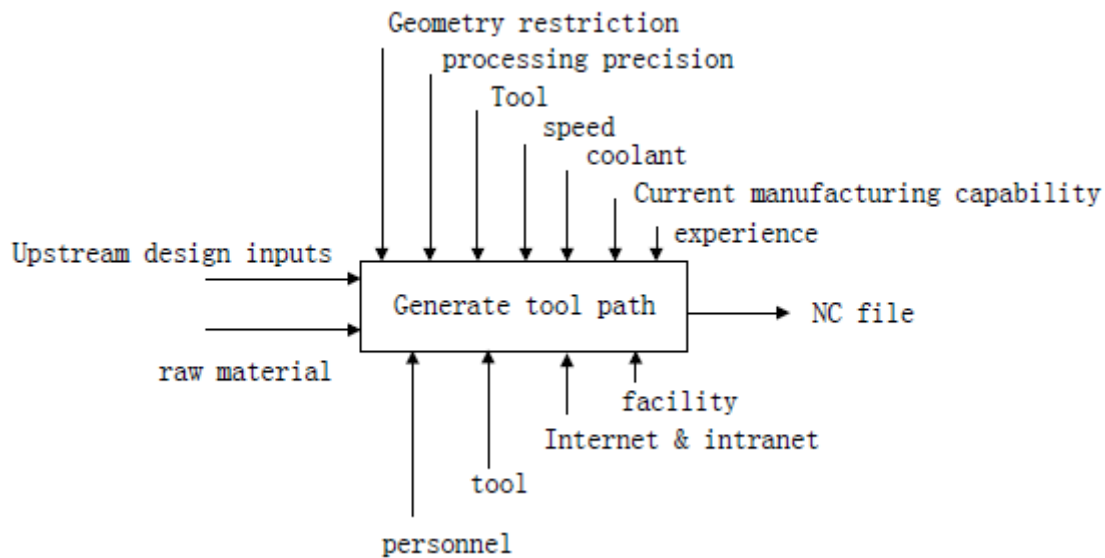 Geometry restriction
processing precision
Tool
speed
coolant
Current manufacturing capability
experience
Upstream design inputs
Generate tool path
NC file
raw material
facility
Internet & intranet
tool
personnel